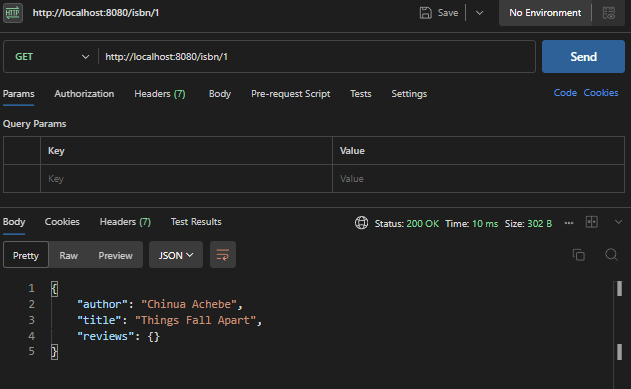 HTTP http://localhost:8080/isbn/1 Save No Environment
GET http://localhost:8080/isbn/1 Send
Params Authorization Headers (7) Body Pre-request Script Tests Settings Code Cookies
Query Params
Key Value
Key Value
Body Cookies Headers (7) Test Results Status: 200 OK Time: 10 ms Size: 302 B
Pretty Raw Preview JSON
1 {
2 "author": "Chinua Achebe",
3 "title": "Things Fall Apart",
4 "reviews": {}
5 }